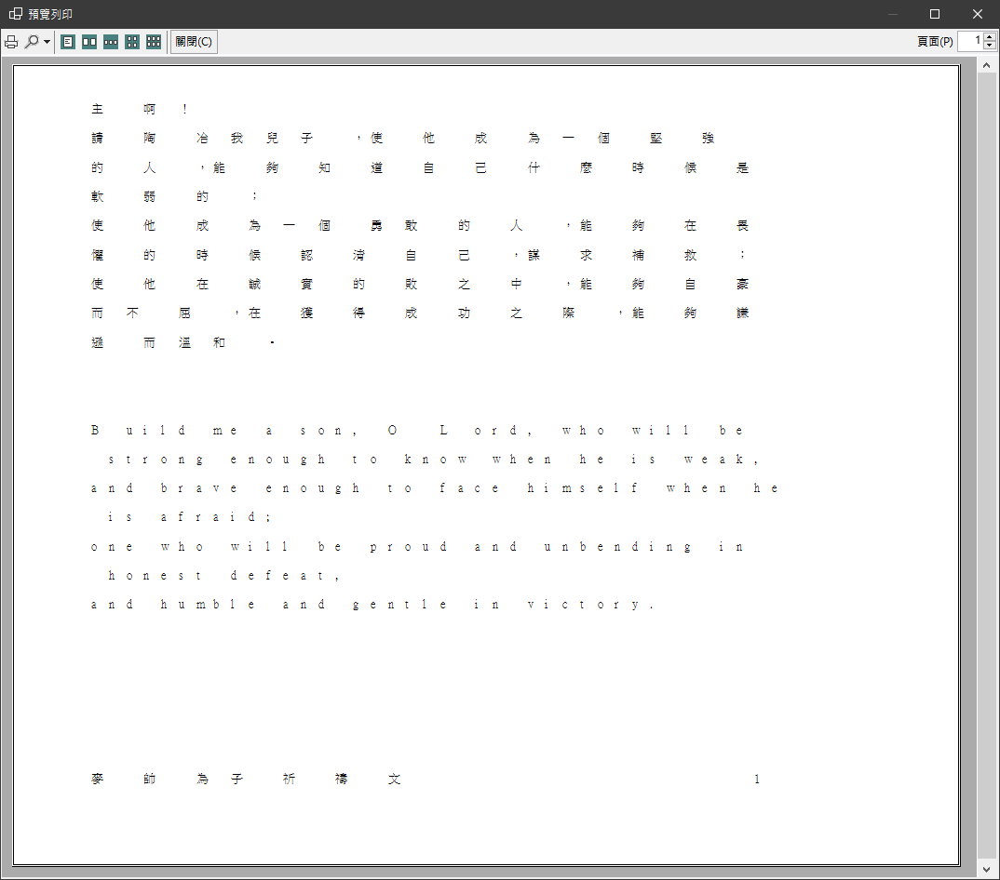 預覽列印
關閉(C) 頁面(P) 1
主啊!
請陶冶我兒子,使他成為一個堅強
的人,能夠知道自己什麼時候是
軟弱的;
使他成為一個勇敢的人,能夠在畏
懼的時候認清自己,謀求補救;
使他在誠實的敗之中,能夠自豪
而不屈,在獲得成功之際,能夠謙
遜而溫和.
Build me a son, O Lord, who will be
strong enough to know when he is weak,
and brave enough to face himself when he
is afraid;
one who will be proud and unbending in
honest defeat,
and humble and gentle in victory.
麥帥為子祈禱文 1